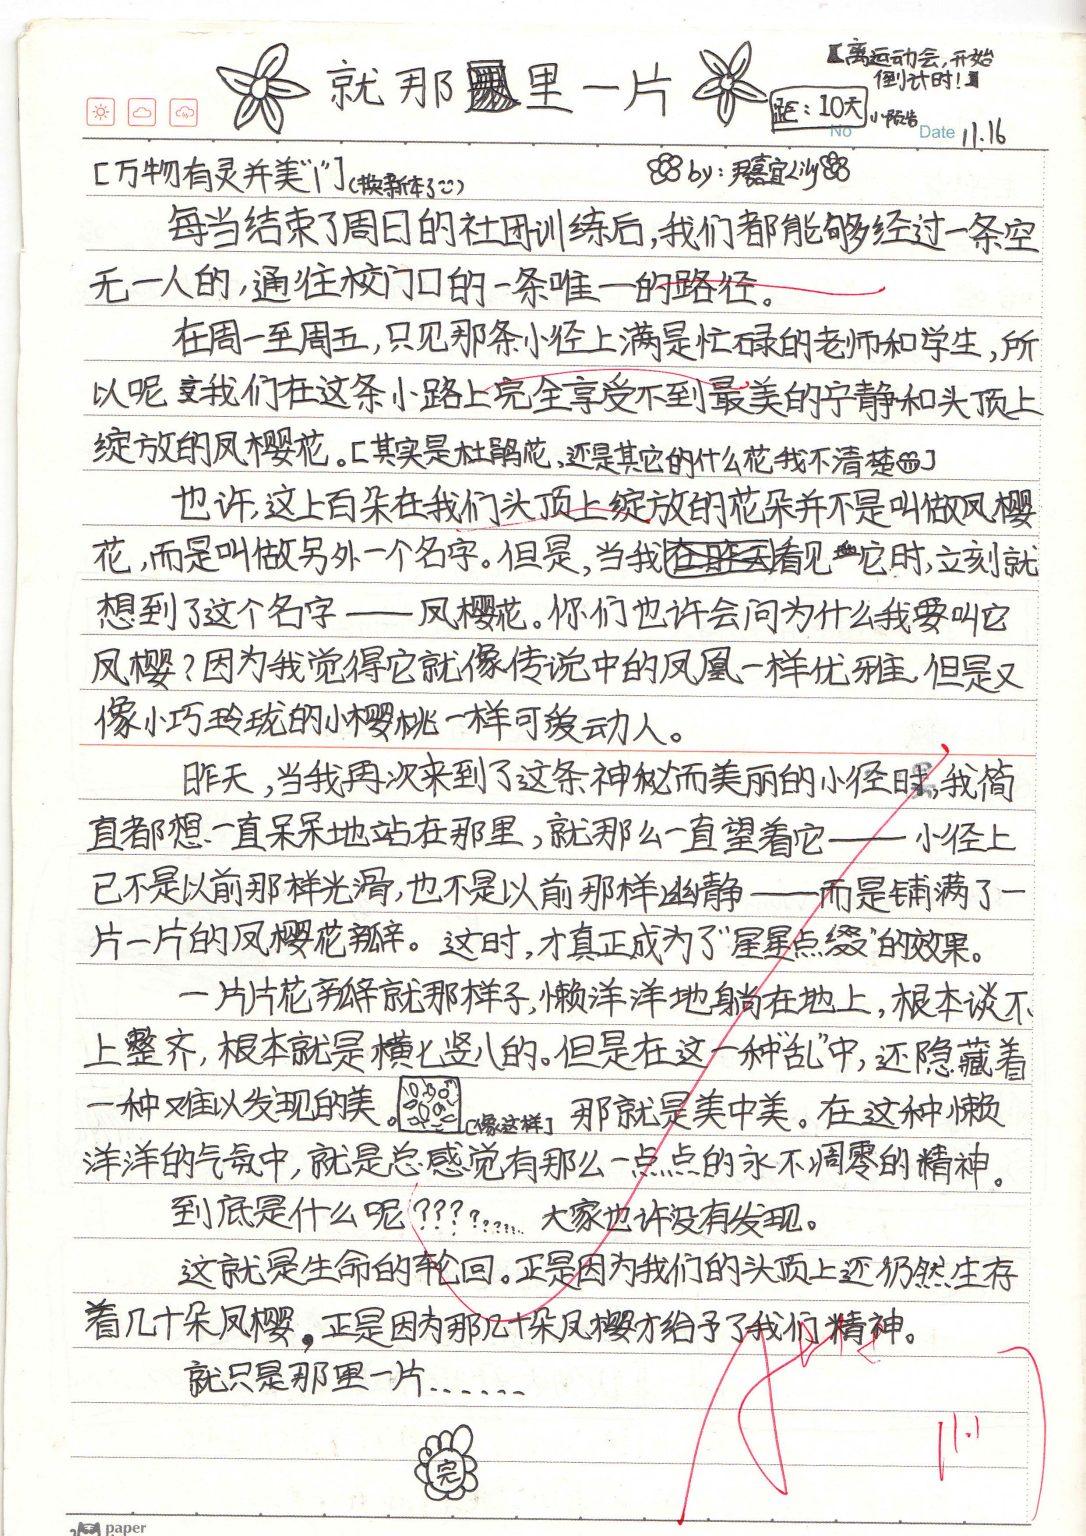 【离运动会,开始
倒计时!】
就那里一片
距:10天
小陈告
No
Date 11.16
[万物有灵并美"｜"](换新本了)
by:尹嘉宜Lily
每当结束了周日的社团训练后,我们都能够经过一条空
无一人的,通往校门口的一条唯一的路径。
在周一至周五,只见那条小径上满是忙碌的老师和学生,所
以呢我们在这条小路上完全享受不到最美的宁静和头顶上
绽放的凤樱花。[其实是杜鹃花,还是其它的什么花我不清楚]
也许,这上百朵在我们头顶上绽放的花朵并不是叫做凤樱
花,而是叫做另外一个名字。但是,当我看见它时,立刻就
想到了这个名字——凤樱花。你们也许会问为什么我要叫它
凤樱?因为我觉得它就像传说中的凤凰一样优雅,但是又
像小巧玲珑的小樱桃一样可爱动人。
昨天,当我再次来到了这条神秘而美丽的小径时,我简
直都想一直呆呆地站在那里,就那么一直望着它——小径上
已不是以前那样光滑,也不是以前那样幽静——而是铺满了一
片一片的凤樱花瓣。这时,才真正成为了"星星点缀"的效果。
一片片花瓣就那样子,懒洋洋地躺在地上,根本谈不
上整齐,根本就是横七竖八的。但是在这一种"乱"中,还隐藏着
一种难以发现的美。[像这样]那就是美中美。在这种懒
洋洋的气氛中,就是总感觉有那么一点点的永不凋零的精神。
到底是什么呢???????......大家也许没有发现。
这就是生命的轮回。正是因为我们的头顶上还仍然生存
着几十朵凤樱。正是因为那几十朵凤樱才给予了我们精神。
就只是那里一片......
11.1
完
paper